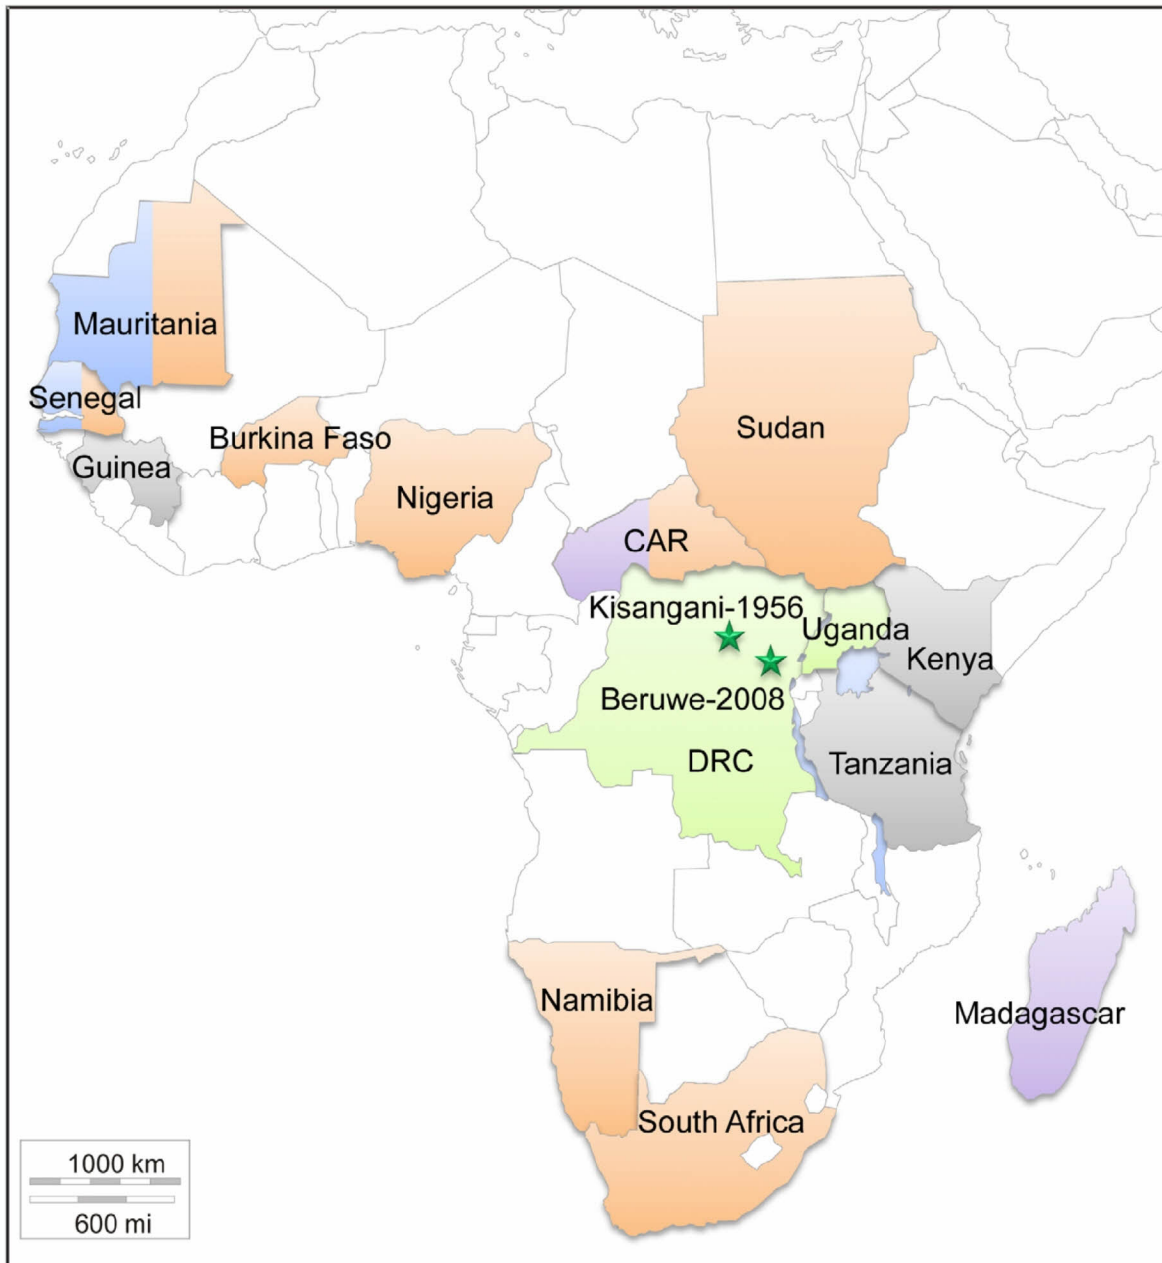 Mauritania
Senegal
Burkina Faso
Sudan
Guinea
Nigeria
CAR
Kisangani-1956
Uganda
Kenya
Beruwe-2008
DRC
Tanzania
Namibia
Madagascar
South Africa
1000 km
600 mi